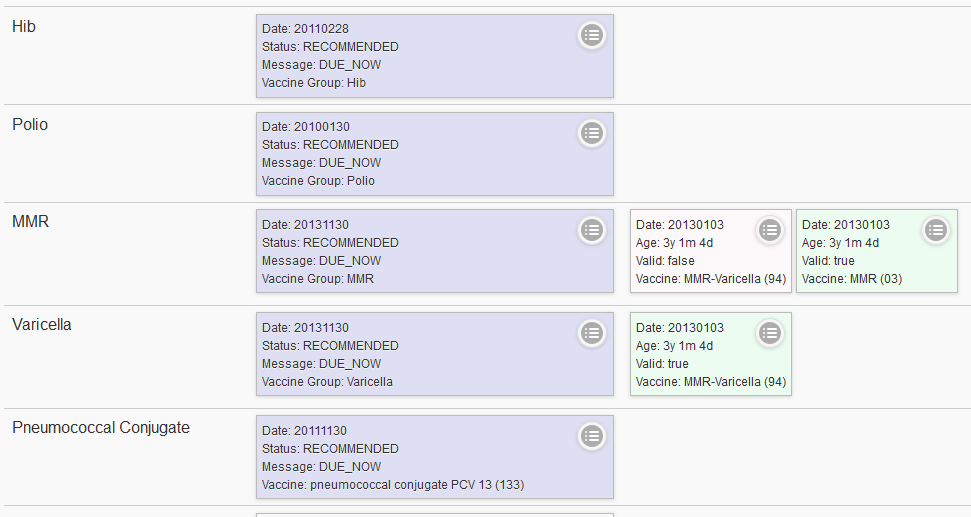 Hib
Date: 20110228
Status: RECOMMENDED
Message: DUE_NOW
Vaccine Group: Hib
Polio
Date: 20100130
Status: RECOMMENDED
Message: DUE_NOW
Vaccine Group: Polio
MMR
Date: 20131130
Status: RECOMMENDED
Message: DUE_NOW
Vaccine Group: MMR
Date: 20130103
Age: 3y 1m 4d
Valid: false
Vaccine: MMR-Varicella (94)
Date: 20130103
Age: 3y 1m 4d
Valid: true
Vaccine: MMR (03)
Varicella
Date: 20131130
Status: RECOMMENDED
Message: DUE_NOW
Vaccine Group: Varicella
Date: 20130103
Age: 3y 1m 4d
Valid: true
Vaccine: MMR-Varicella (94)
Pneumococcal Conjugate
Date: 20111130
Status: RECOMMENDED
Message: DUE_NOW
Vaccine: pneumococcal conjugate PCV 13 (133)